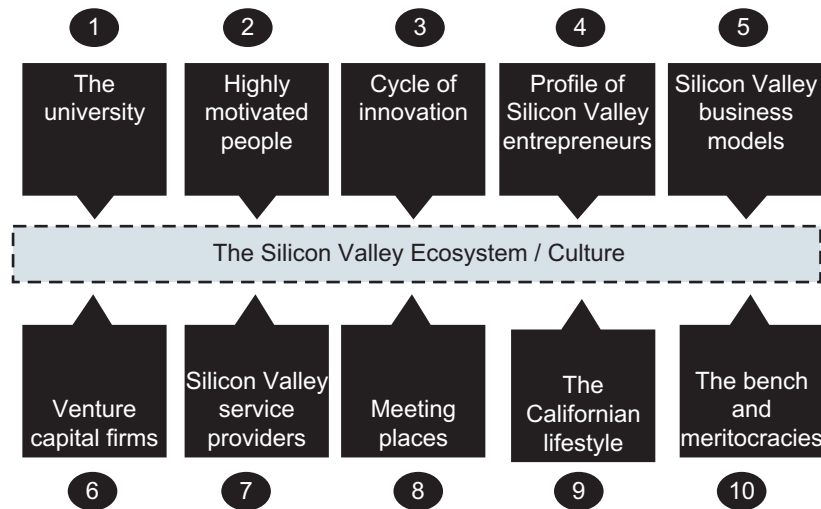 1
2
3
4
5
The
university
Highly
motivated
people
Cycle of
innovation
Profile of
Silicon Valley
entrepreneurs
Silicon Valley
business
models
The Silicon Valley Ecosystem / Culture
Venture
capital firms
Silicon Valley
service
providers
Meeting
places
The
Californian
lifestyle
The bench
and
meritocracies
6
7
8
9
10